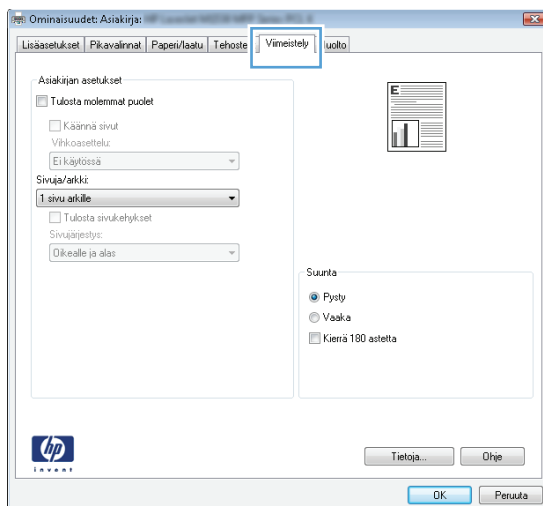 Ominaisuudet: Asiakirja:
Lisäasetukset Pikavalinnat Paperi/laatu Tehoste Viimeistely uolto
Asiakirjan asetukset
Tulosta molemmat puolet
Käännä sivut
Vihkoasettelu:
Ei käytössä
Sivuja/arkki:
1 sivu arkille
Tulosta sivukehykset
Sivujärjestys:
Oikealle ja alas
E
Suunta
Pysty
Vaaka
Kierrä 180 astetta
hp
invent
Tietoja... Ohje
OK Peruuta